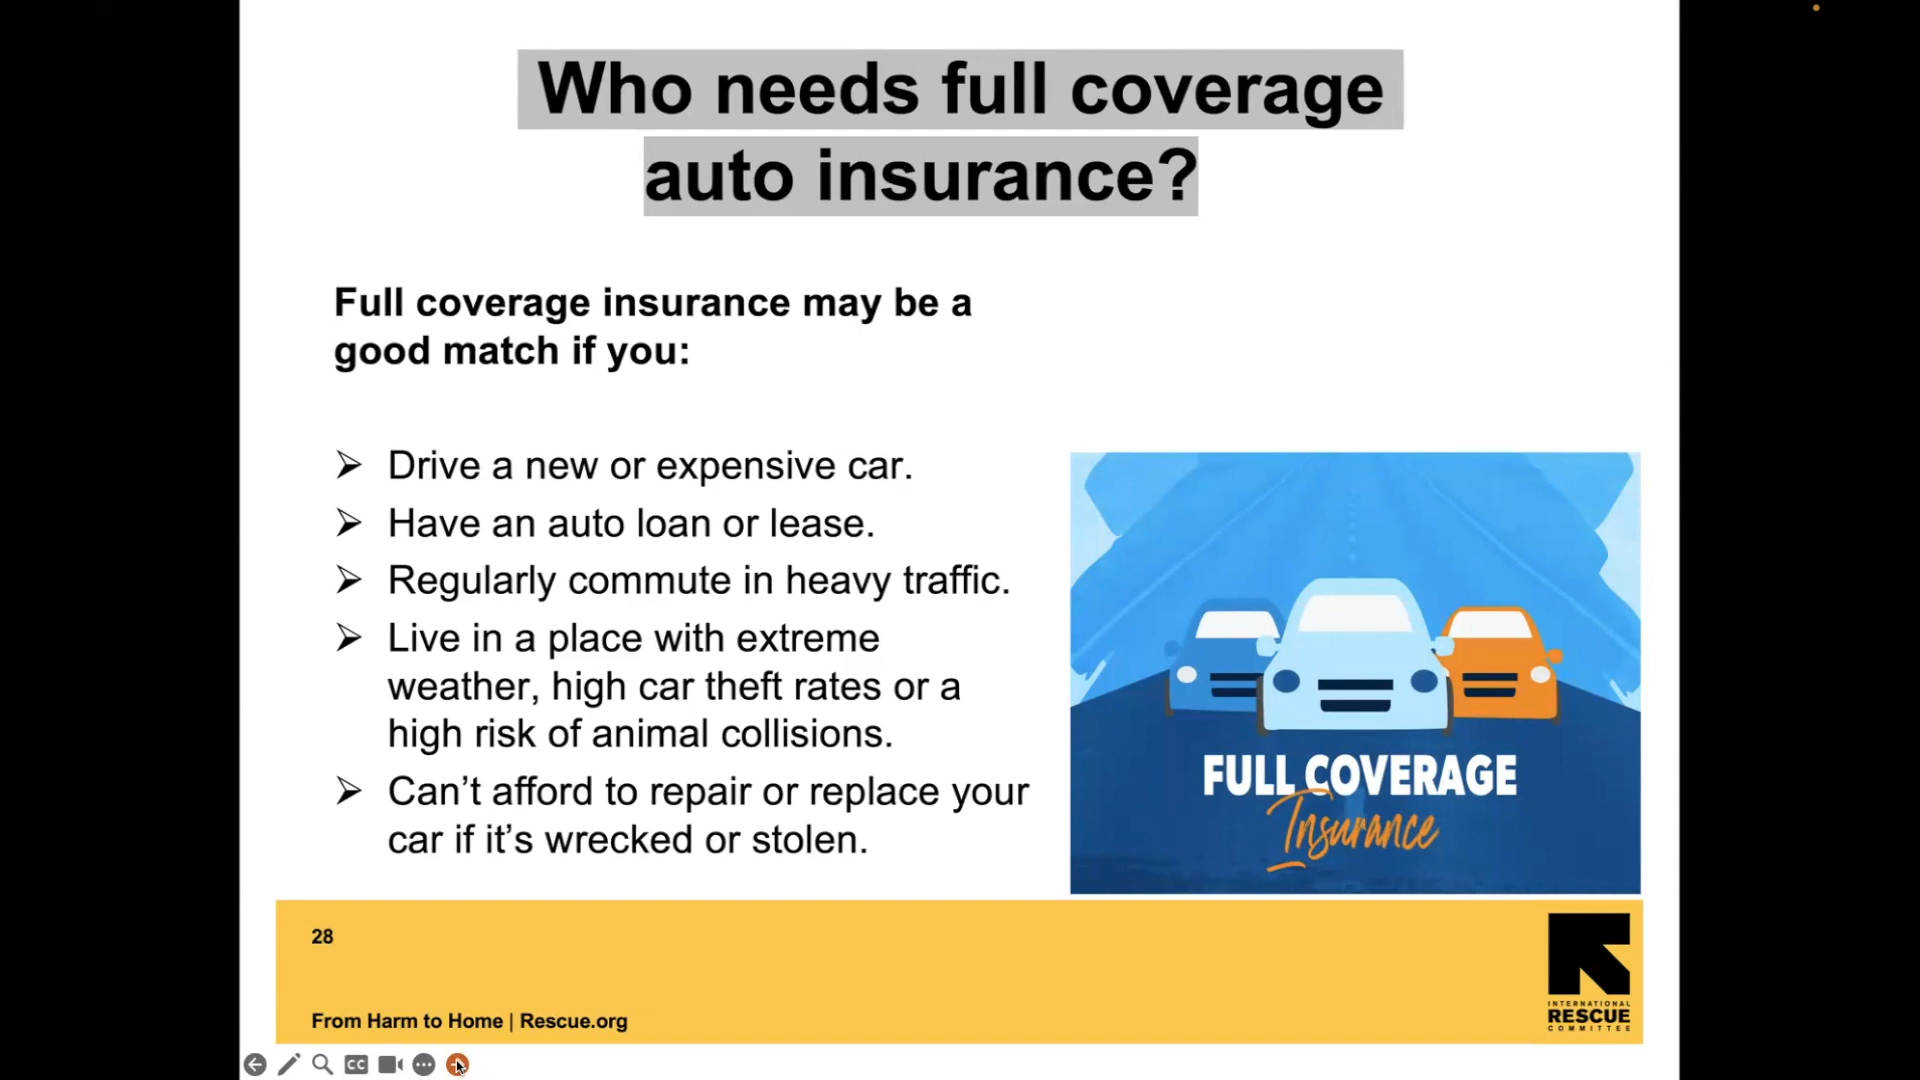 Who needs full coverage
auto insurance?
Full coverage insurance may be a
good match if you:
➢ Drive a new or expensive car.
➢ Have an auto loan or lease.
➢ Regularly commute in heavy traffic.
➢ Live in a place with extreme
weather, high car theft rates or a
high risk of animal collisions.
➢ Can’t afford to repair or replace your
car if it’s wrecked or stolen.
FULL COVERAGE
Insurance
28
From Harm to Home | Rescue.org
INTERNATIONAL
RESCUE
COMMITTEE
CC